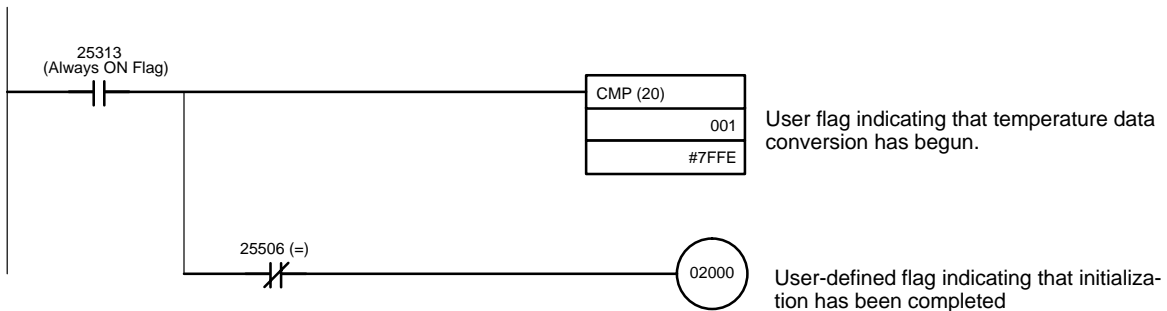 25313
(Always ON Flag)
CMP (20)
001
#7FFE
User flag indicating that temperature data
conversion has begun.
25506 (=)
02000
User-defined flag indicating that initializa-
tion has been completed